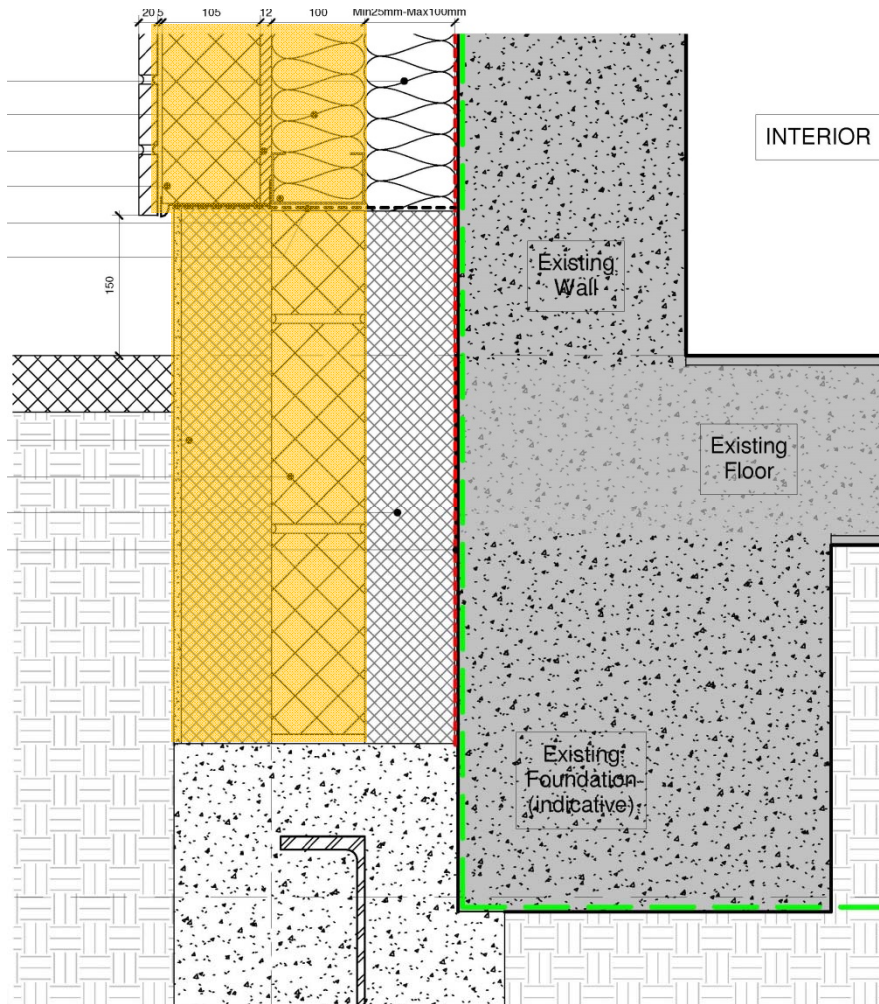 20 5 105 12 100 Min25mm-Max100mm
INTERIOR
Existing
Wall
150
Existing
Floor
Existing
Foundation
(indicative)